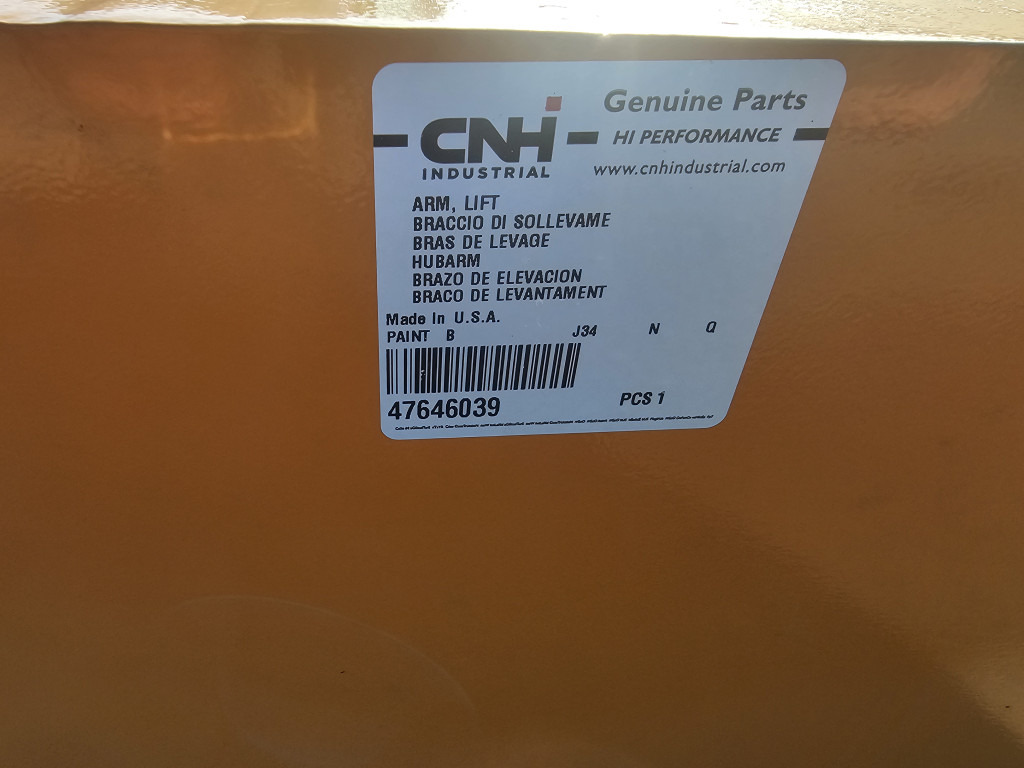 CNH
INDUSTRIAL
Genuine Parts
HI PERFORMANCE
www.cnhindustrial.com
ARM, LIFT
BRACCIO DI SOLLEVAME
BRAS DE LEVAGE
HUBARM
BRAZO DE ELEVACION
BRACO DE LEVANTAMENT
Made In U.S.A.
PAINT B J34 N Q
47646039 PCS 1